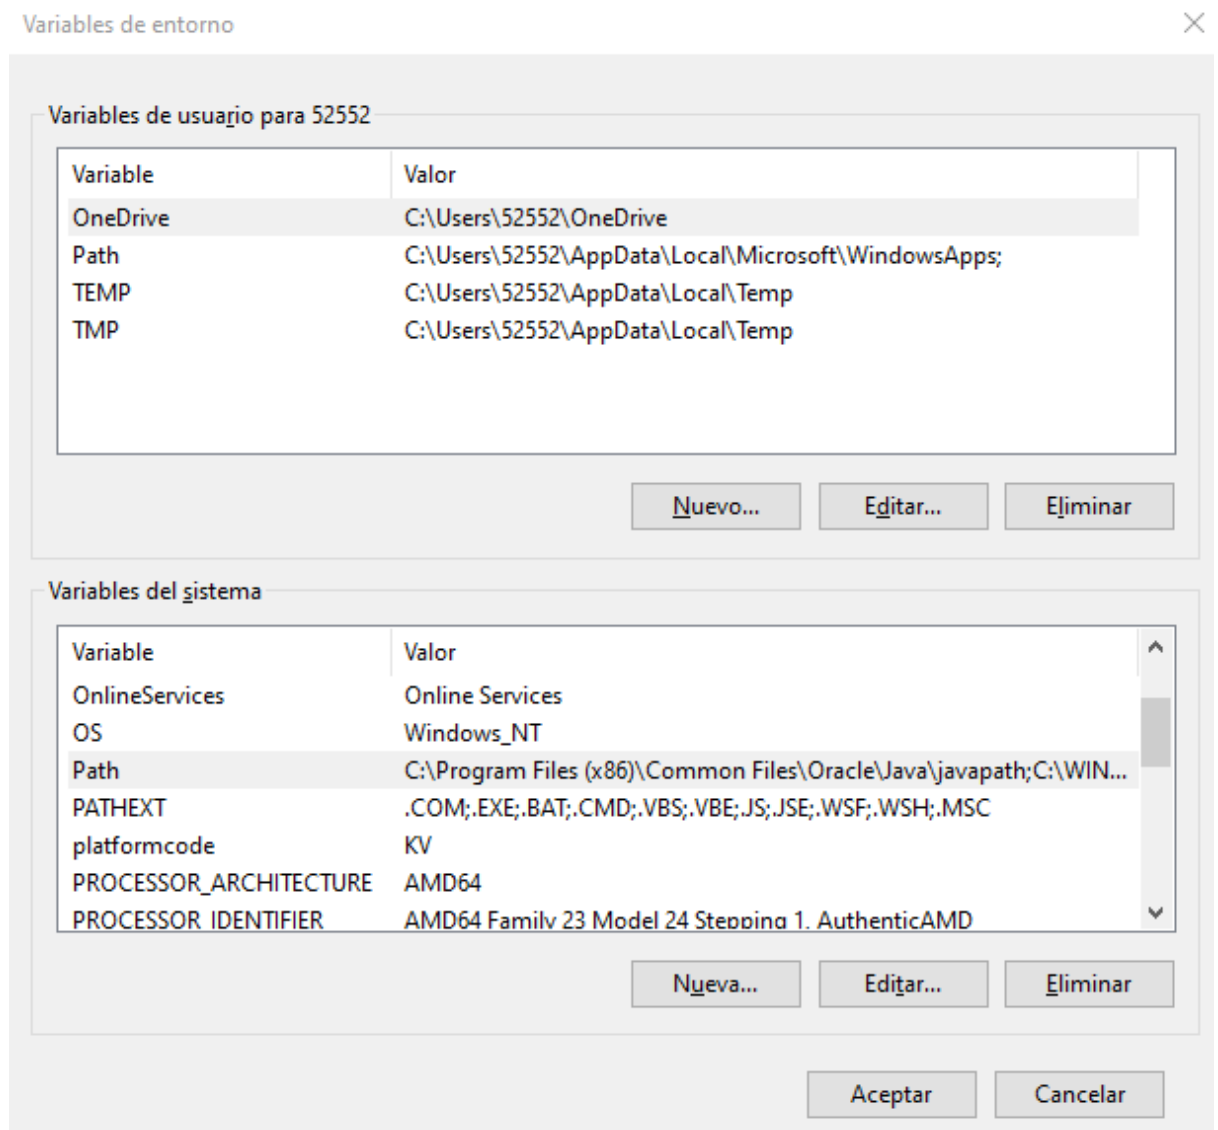 Variables de entorno
Variables de usuario para 52552
Variable Valor
OneDrive C:\Users\52552\OneDrive
Path C:\Users\52552\AppData\Local\Microsoft\WindowsApps;
TEMP C:\Users\52552\AppData\Local\Temp
TMP C:\Users\52552\AppData\Local\Temp
Nuevo... Editar... Eliminar
Variables del sistema
Variable Valor
OnlineServices Online Services
OS Windows_NT
Path C:\Program Files (x86)\Common Files\Oracle\Java\javapath;C:\WIN...
PATHEXT .COM;.EXE;.BAT;.CMD;.VBS;.VBE;.JS;.JSE;.WSF;.WSH;.MSC
platformcode KV
PROCESSOR_ARCHITECTURE AMD64
PROCESSOR_IDENTIFIER AMD64 Family 23 Model 24 Stepping 1, AuthenticAMD
Nueva... Editar... Eliminar
Aceptar Cancelar